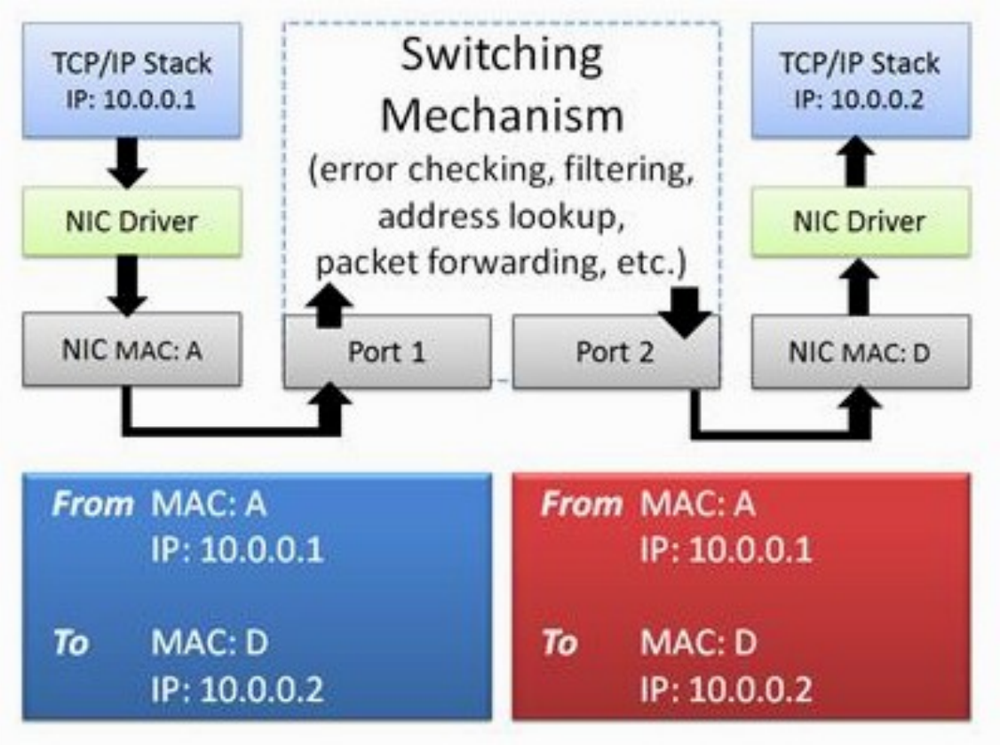 TCP/IP Stack
IP: 10.0.0.1
NIC Driver
NIC MAC: A
Switching
Mechanism
(error checking, filtering,
address lookup,
packet forwarding, etc.)
Port 1
Port 2
TCP/IP Stack
IP: 10.0.0.2
NIC Driver
NIC MAC: D
From MAC: A
IP: 10.0.0.1
To MAC: D
IP: 10.0.0.2
From MAC: A
IP: 10.0.0.1
To MAC: D
IP: 10.0.0.2